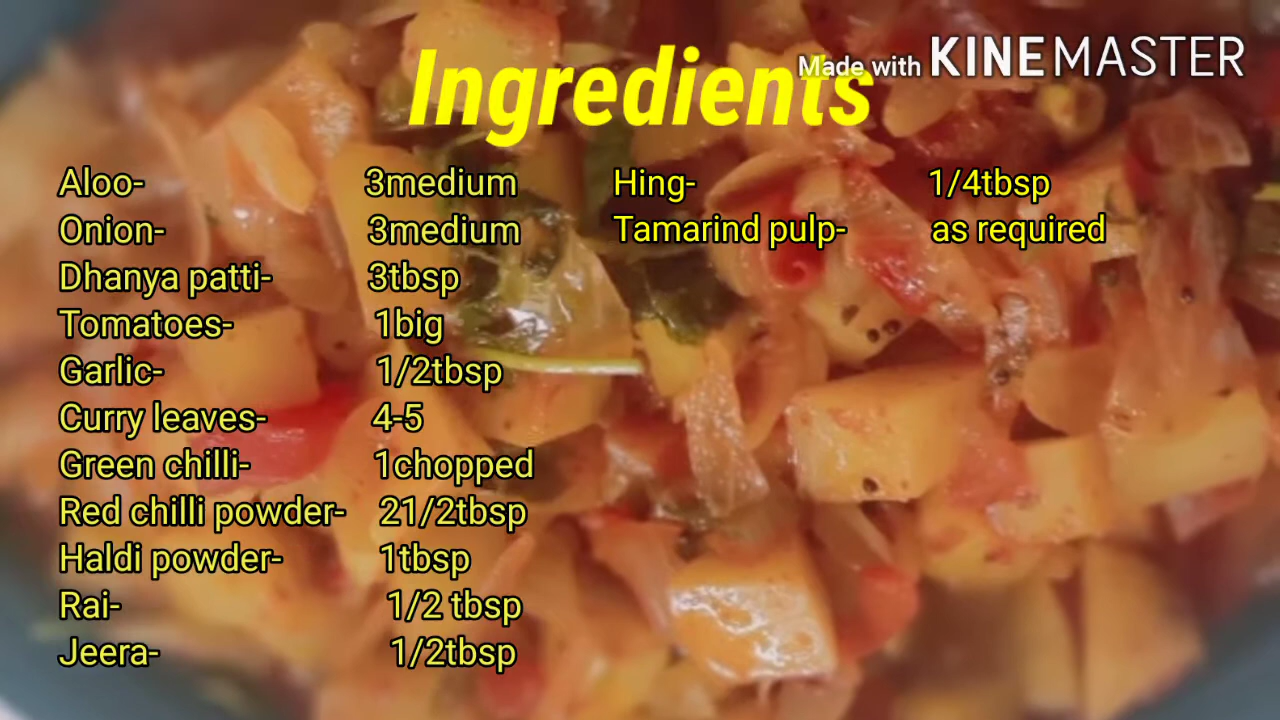 Ingredients
Made with KINEMASTER
Aloo- 3medium
Onion- 3medium
Dhanya patti- 3tbsp
Tomatoes- 1big
Garlic- 1/2tbsp
Curry leaves- 4-5
Green chilli- 1chopped
Red chilli powder- 21/2tbsp
Haldi powder- 1tbsp
Rai- 1/2 tbsp
Jeera- 1/2tbsp
Hing- 1/4tbsp
Tamarind pulp- as required